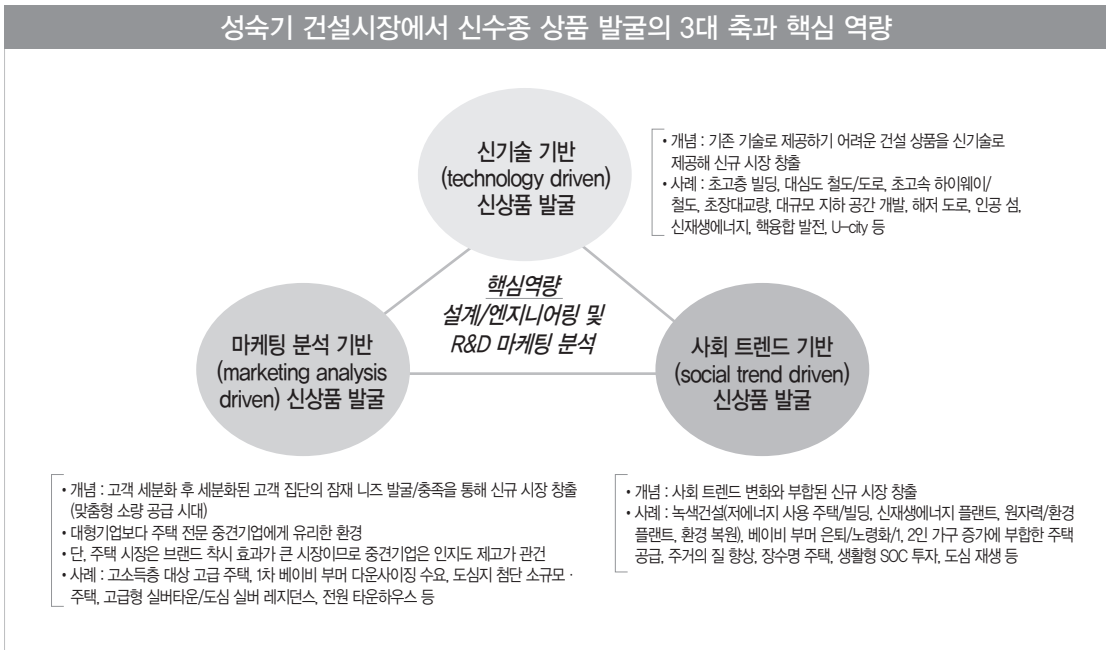 성숙기 건설시장에서 신수종 상품 발굴의 3대 축과 핵심 역량
신기술 기반
(technology driven)
신상품 발굴
• 개념 : 기존 기술로 제공하기 어려운 건설 상품을 신기술로
제공해 신규 시장 창출
• 사례 : 초고층 빌딩, 대심도 철도/도로, 초고속 하이웨이/
철도, 초장대교량, 대규모 지하 공간 개발, 해저 도로, 인공 섬,
신재생에너지, 핵융합 발전, U-city 등
핵심역량
설계/엔지니어링 및
R&D 마케팅 분석
마케팅 분석 기반
(marketing analysis
driven) 신상품 발굴
사회 트렌드 기반
(social trend driven)
신상품 발굴
• 개념 : 고객 세분화 후 세분화된 고객 집단의 잠재 니즈 발굴/충족을 통해 신규 시장 창출
(맞춤형 소량 공급 시대)
• 대형기업보다 주택 전문 중견기업에게 유리한 환경
• 단, 주택 시장은 브랜드 착시 효과가 큰 시장이므로 중견기업은 인지도 제고가 관건
• 사례 : 고소득층 대상 고급 주택, 1차 베이비 부머 다운사이징 수요, 도심지 첨단 소규모 ·
주택, 고급형 실버타운/도심 실버 레지던스, 전원 타운하우스 등
• 개념 : 사회 트렌드 변화와 부합된 신규 시장 창출
• 사례 : 녹색건설(저에너지 사용 주택/빌딩, 신재생에너지 플랜트, 원자력/환경
플랜트, 환경 복원), 베이비 부머 은퇴/노령화/1, 2인 가구 증가에 부합한 주택
공급, 주거의 질 향상, 장수명 주택, 생활형 SOC 투자, 도심 재생 등